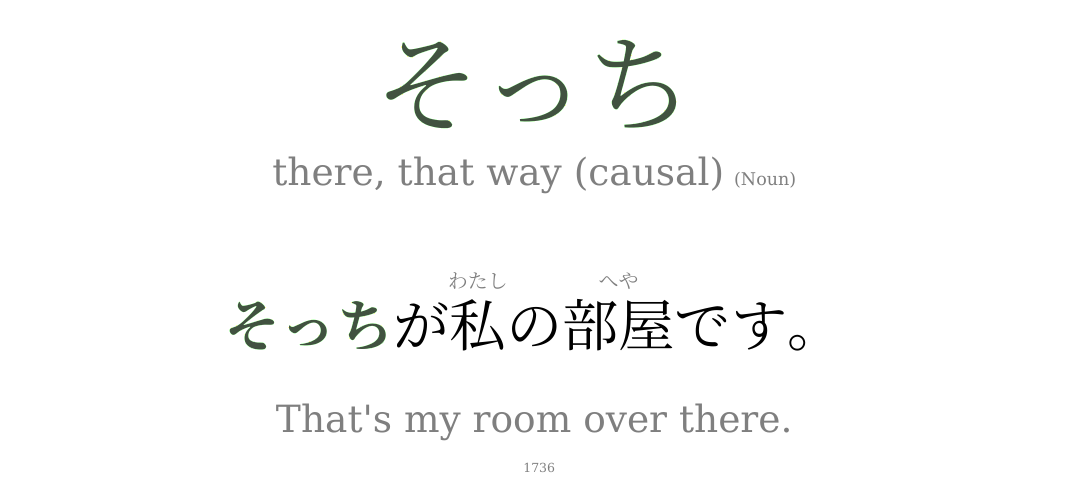 そっち
there, that way (causal) (Noun)
わたし へや
そっちが私の部屋です。
That's my room over there.
1736